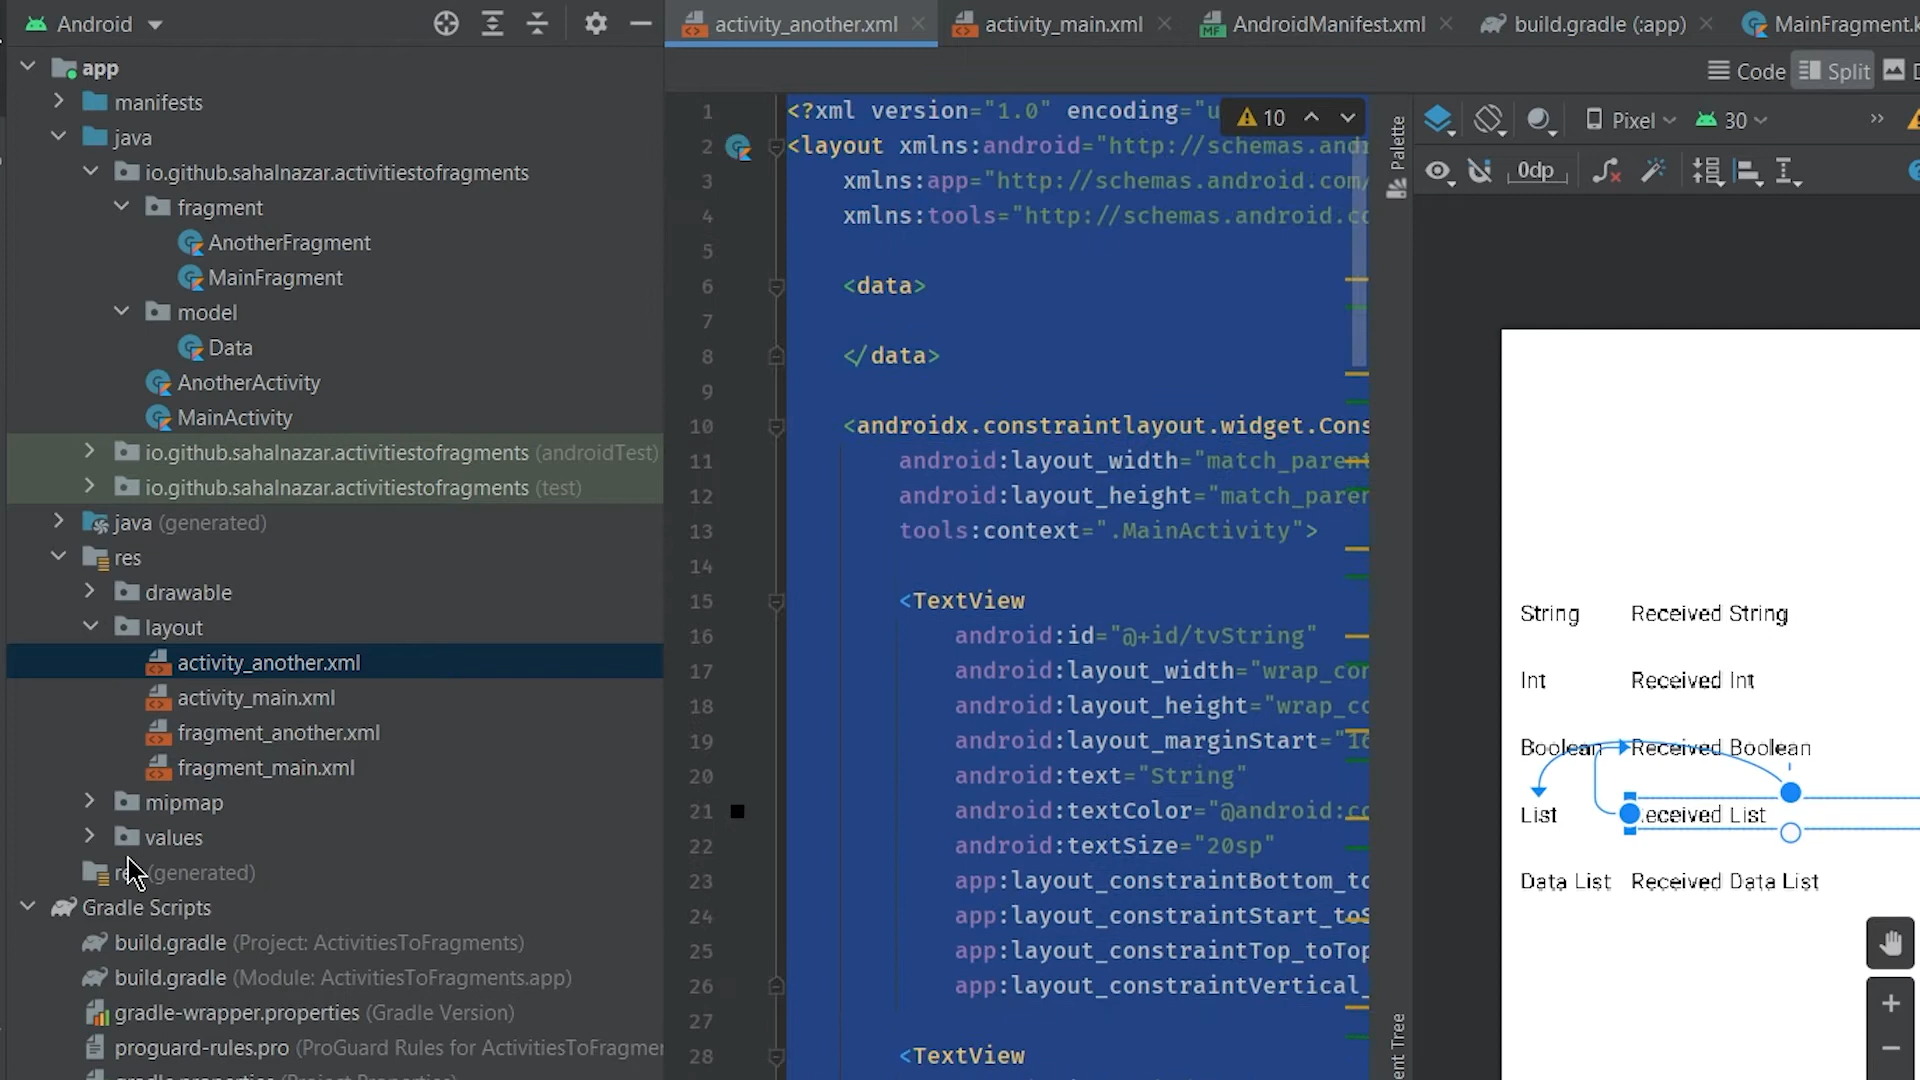 Android
app
manifests
java
io.github.sahalnazar.activitiestofragments
fragment
AnotherFragment
MainFragment
model
Data
AnotherActivity
MainActivity
io.github.sahalnazar.activitiestofragments (androidTest)
io.github.sahalnazar.activitiestofragments (test)
java (generated)
res
drawable
layout
activity_another.xml
activity_main.xml
fragment_another.xml
fragment_main.xml
mipmap
values
(generated)
Gradle Scripts
build.gradle (Project: ActivitiesToFragments)
build.gradle (Module: ActivitiesToFragments.app)
gradle-wrapper.properties (Gradle Version)
proguard-rules.pro (ProGuard Rules for ActivitiesToFragmen
gradle.properties (Project Properties)
activity_another.xml activity_main.xml AndroidManifest.xml build.gradle (:app) MainFragment.k
Code Split D
10
1 <?xml version="1.0" encoding="u
2 <layout xmlns:android="http://schemas.andr
3 xmlns:app="http://schemas.android.com/
4 xmlns:tools="http://schemas.android.co
5
6 <data>
7
8 </data>
9
10 <androidx.constraintlayout.widget.Cons
11 android:layout_width="match_parent
12 android:layout_height="match_paren
13 tools:context=".MainActivity">
14
15 <TextView
16 android:id="@+id/tvString"
17 android:layout_width="wrap_con
18 android:layout_height="wrap_co
19 android:layout_marginStart="16
20 android:text="String"
21 android:textColor="@android:co
22 android:textSize="20sp"
23 app:layout_constraintBottom_to
24 app:layout_constraintStart_toS
25 app:layout_constraintTop_toTop
26 app:layout_constraintVertical_
27
28 <TextView
Palette
Pixel 30
0dp
String Received String
Int Received Int
Boolean Received Boolean
List eceived List
Data List Received Data List
ent Tree